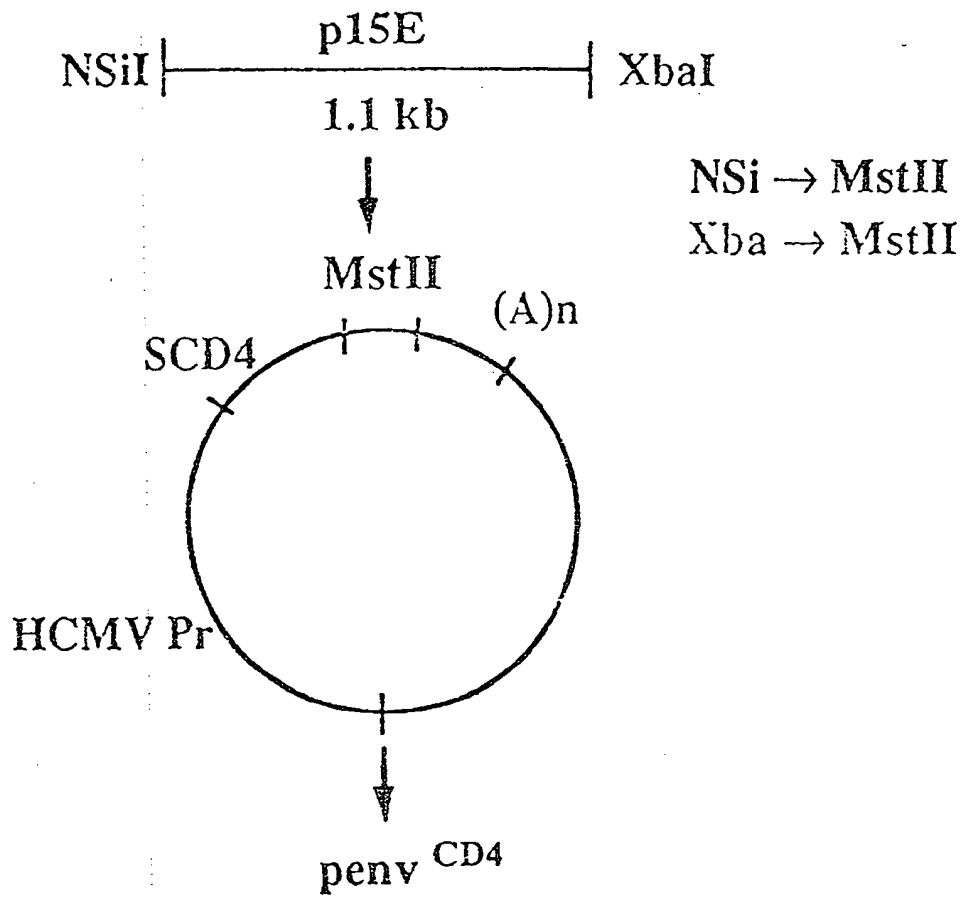 p15E
NSiI XbaI
1.1 kb
NSi → MstII
Xba → MstII
MstII
(A)n
SCD4
HCMV Pr
penv CD4